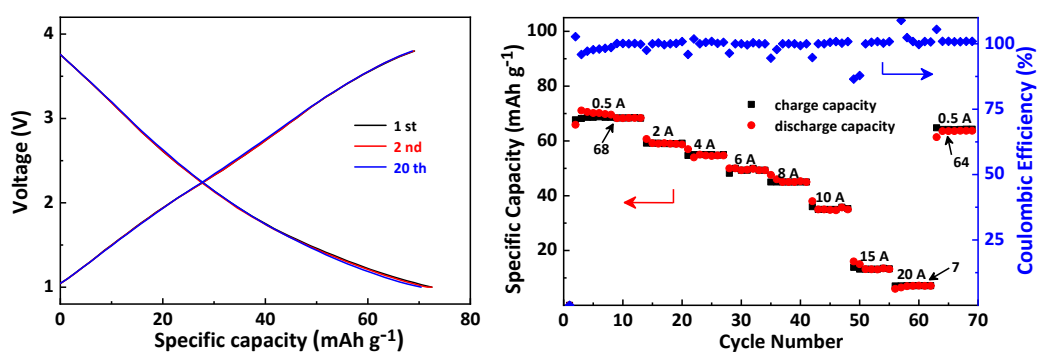 4
3
2
1
Voltage (V)
1 st
2 nd
20 th
0
20
40
60
80
Specific capacity (mAh g⁻¹)
100
80
60
40
20
Specific Capacity (mAh g⁻¹)
0.5 A
68
2 A
4 A
6 A
8 A
10 A
15 A
20 A
7
0.5 A
64
charge capacity
discharge capacity
100
75
50
25
0
Coulombic Efficiency (%)
0
10
20
30
40
50
60
70
Cycle Number